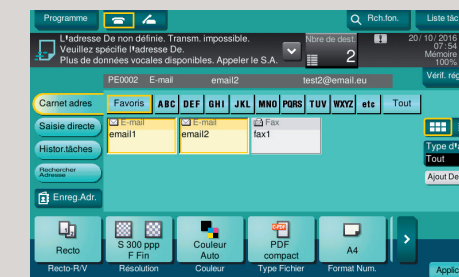 Programme
Rch.fon.
Liste tâc
L'adresse De non définie. Transm. impossible.
Veuillez spécifie l'adresse De.
Plus de données vocales disponibles. Appeler le S.A.
Nbre de dest.
2
20/10/2016
07:54
Mémoire
100%
PE0002 E-mail email2 test2@email.eu
Vérif. rég
Carnet adres
Favoris ABC DEF GHI JKL MNO PQRS TUV WXYZ etc Tout
Saisie directe
Histor.tâches
Rechercher
Adresse
Enreg.Adr.
E-mail
email1
E-mail
email2
Fax
fax1
Type d'a
Tout
Ajout De
Recto
S 300 ppp
F Fin
Couleur
Auto
PDF
compact
A4
Recto-R/V Résolution Couleur Type Fichier Format Num.
Applic